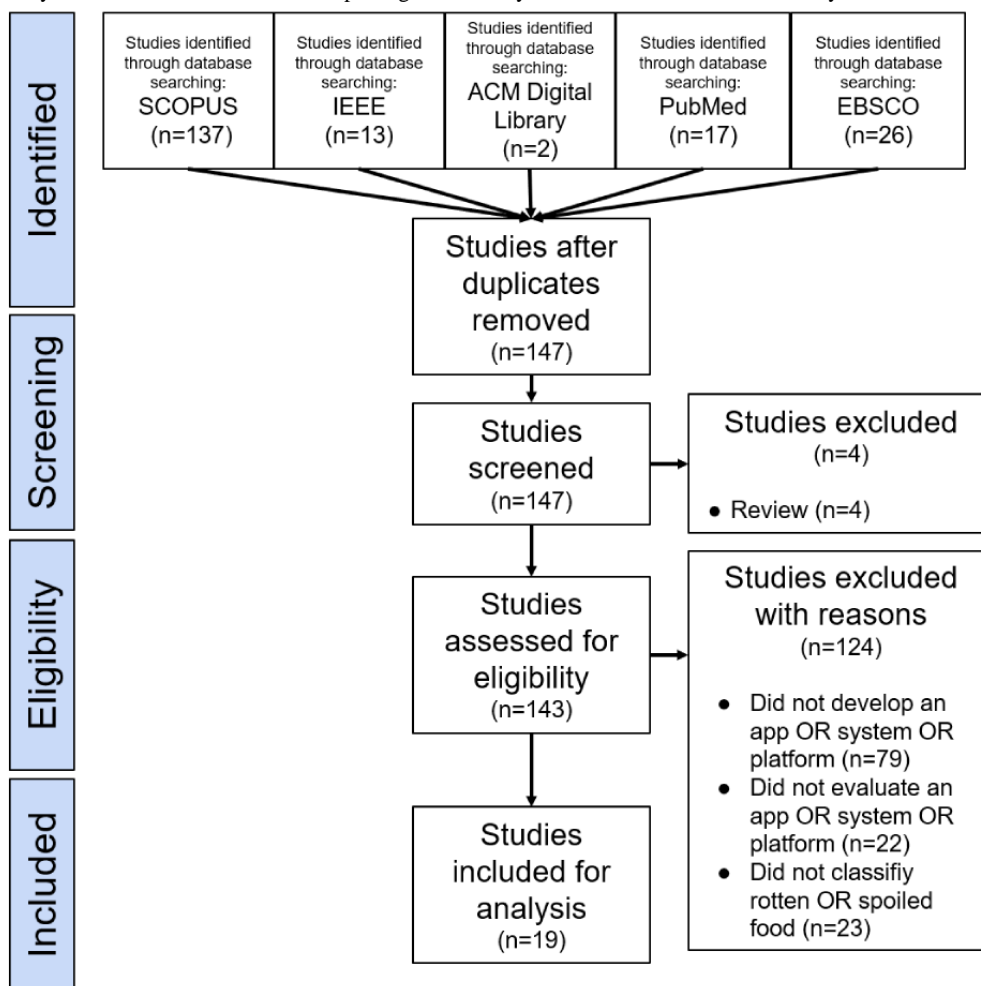 Identified
Studies identified
through database
searching:
SCOPUS
(n=137)
Studies identified
through database
searching:
IEEE
(n=13)
Studies identified
through database
searching:
ACM Digital
Library
(n=2)
Studies identified
through database
searching:
PubMed
(n=17)
Studies identified
through database
searching:
EBSCO
(n=26)
Studies after
duplicates
removed
(n=147)
Screening
Studies
screened
(n=147)
Studies excluded
(n=4)
● Review (n=4)
Eligibility
Studies
assessed for
eligibility
(n=143)
Studies excluded
with reasons
(n=124)
● Did not develop an
app OR system OR
platform (n=79)
● Did not evaluate an
app OR system OR
platform (n=22)
● Did not classifiy
rotten OR spoiled
food (n=23)
Included
Studies
included for
analysis
(n=19)